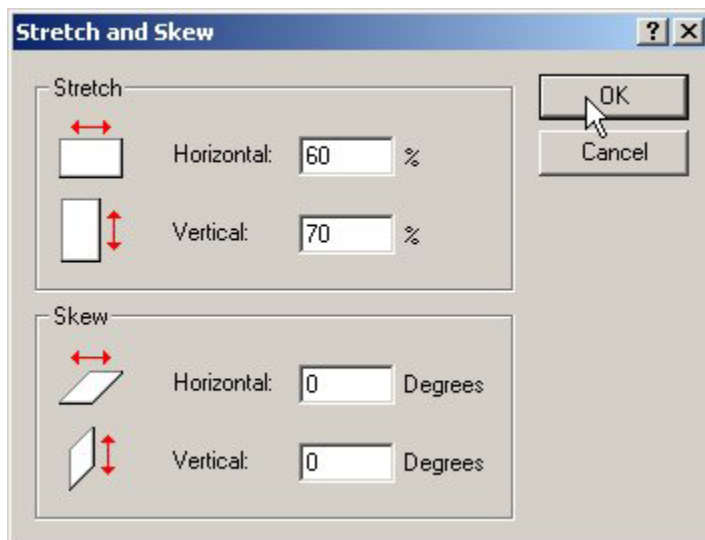 Stretch and Skew
Stretch
Horizontal: 60 %
Vertical: 70 %
Skew
Horizontal: 0 Degrees
Vertical: 0 Degrees
OK
Cancel